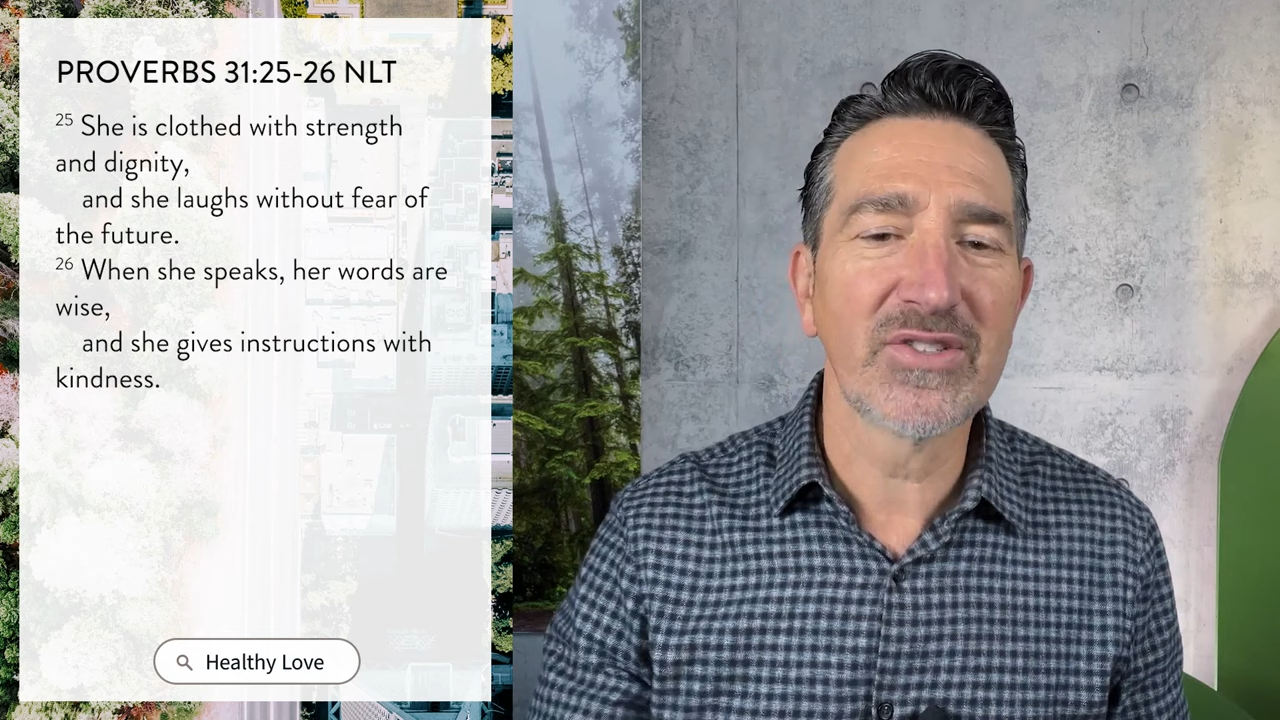 PROVERBS 31:25-26 NLT
25 She is clothed with strength
and dignity,
and she laughs without fear of
the future.
26 When she speaks, her words are
wise,
and she gives instructions with
kindness.
Healthy Love